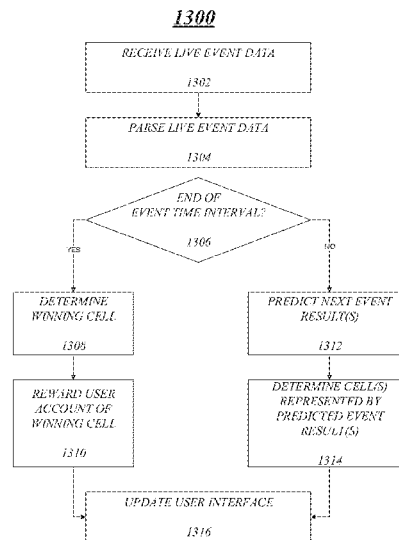 1300
RECEIVE LIVE EVENT DATA
1302
PARSE LIVE EVENT DATA
1304
END OF
EVENT TIME INTERVAL?
1306
YES
NO
DETERMINE
WINNING CELL
1308
PREDICT NEXT EVENT
RESULT(S)
1312
REWARD USER
ACCOUNT OF
WINNING CELL
1310
DETERMINE CELL(S)
REPRESENTED BY
PREDICTED EVENT
RESULT(S)
1314
UPDATE USER INTERFACE
1316